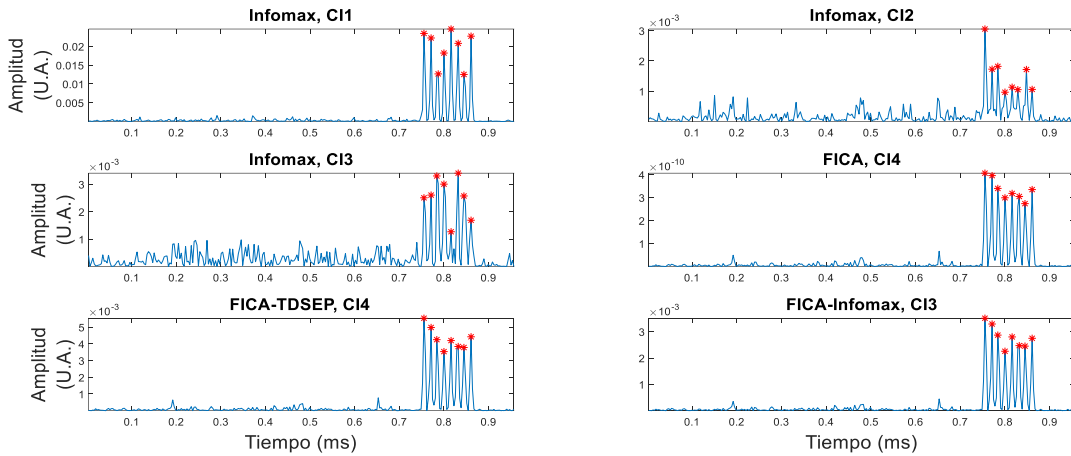 Infomax, CI1
Amplitud
(U.A.)
0.02
0.015
0.01
0.005
0.1 0.2 0.3 0.4 0.5 0.6 0.7 0.8 0.9
Infomax, CI2
×10-3
3
2
1
0.1 0.2 0.3 0.4 0.5 0.6 0.7 0.8 0.9
Infomax, CI3
×10-3
Amplitud
(U.A.)
3
2
1
0.1 0.2 0.3 0.4 0.5 0.6 0.7 0.8 0.9
FICA, CI4
×10-10
4
3
2
1
0.1 0.2 0.3 0.4 0.5 0.6 0.7 0.8 0.9
FICA-TDSEP, CI4
×10-3
Amplitud
(U.A.)
5
4
3
2
1
0.1 0.2 0.3 0.4 0.5 0.6 0.7 0.8 0.9
Tiempo (ms)
FICA-Infomax, CI3
×10-3
3
2
1
0.1 0.2 0.3 0.4 0.5 0.6 0.7 0.8 0.9
Tiempo (ms)